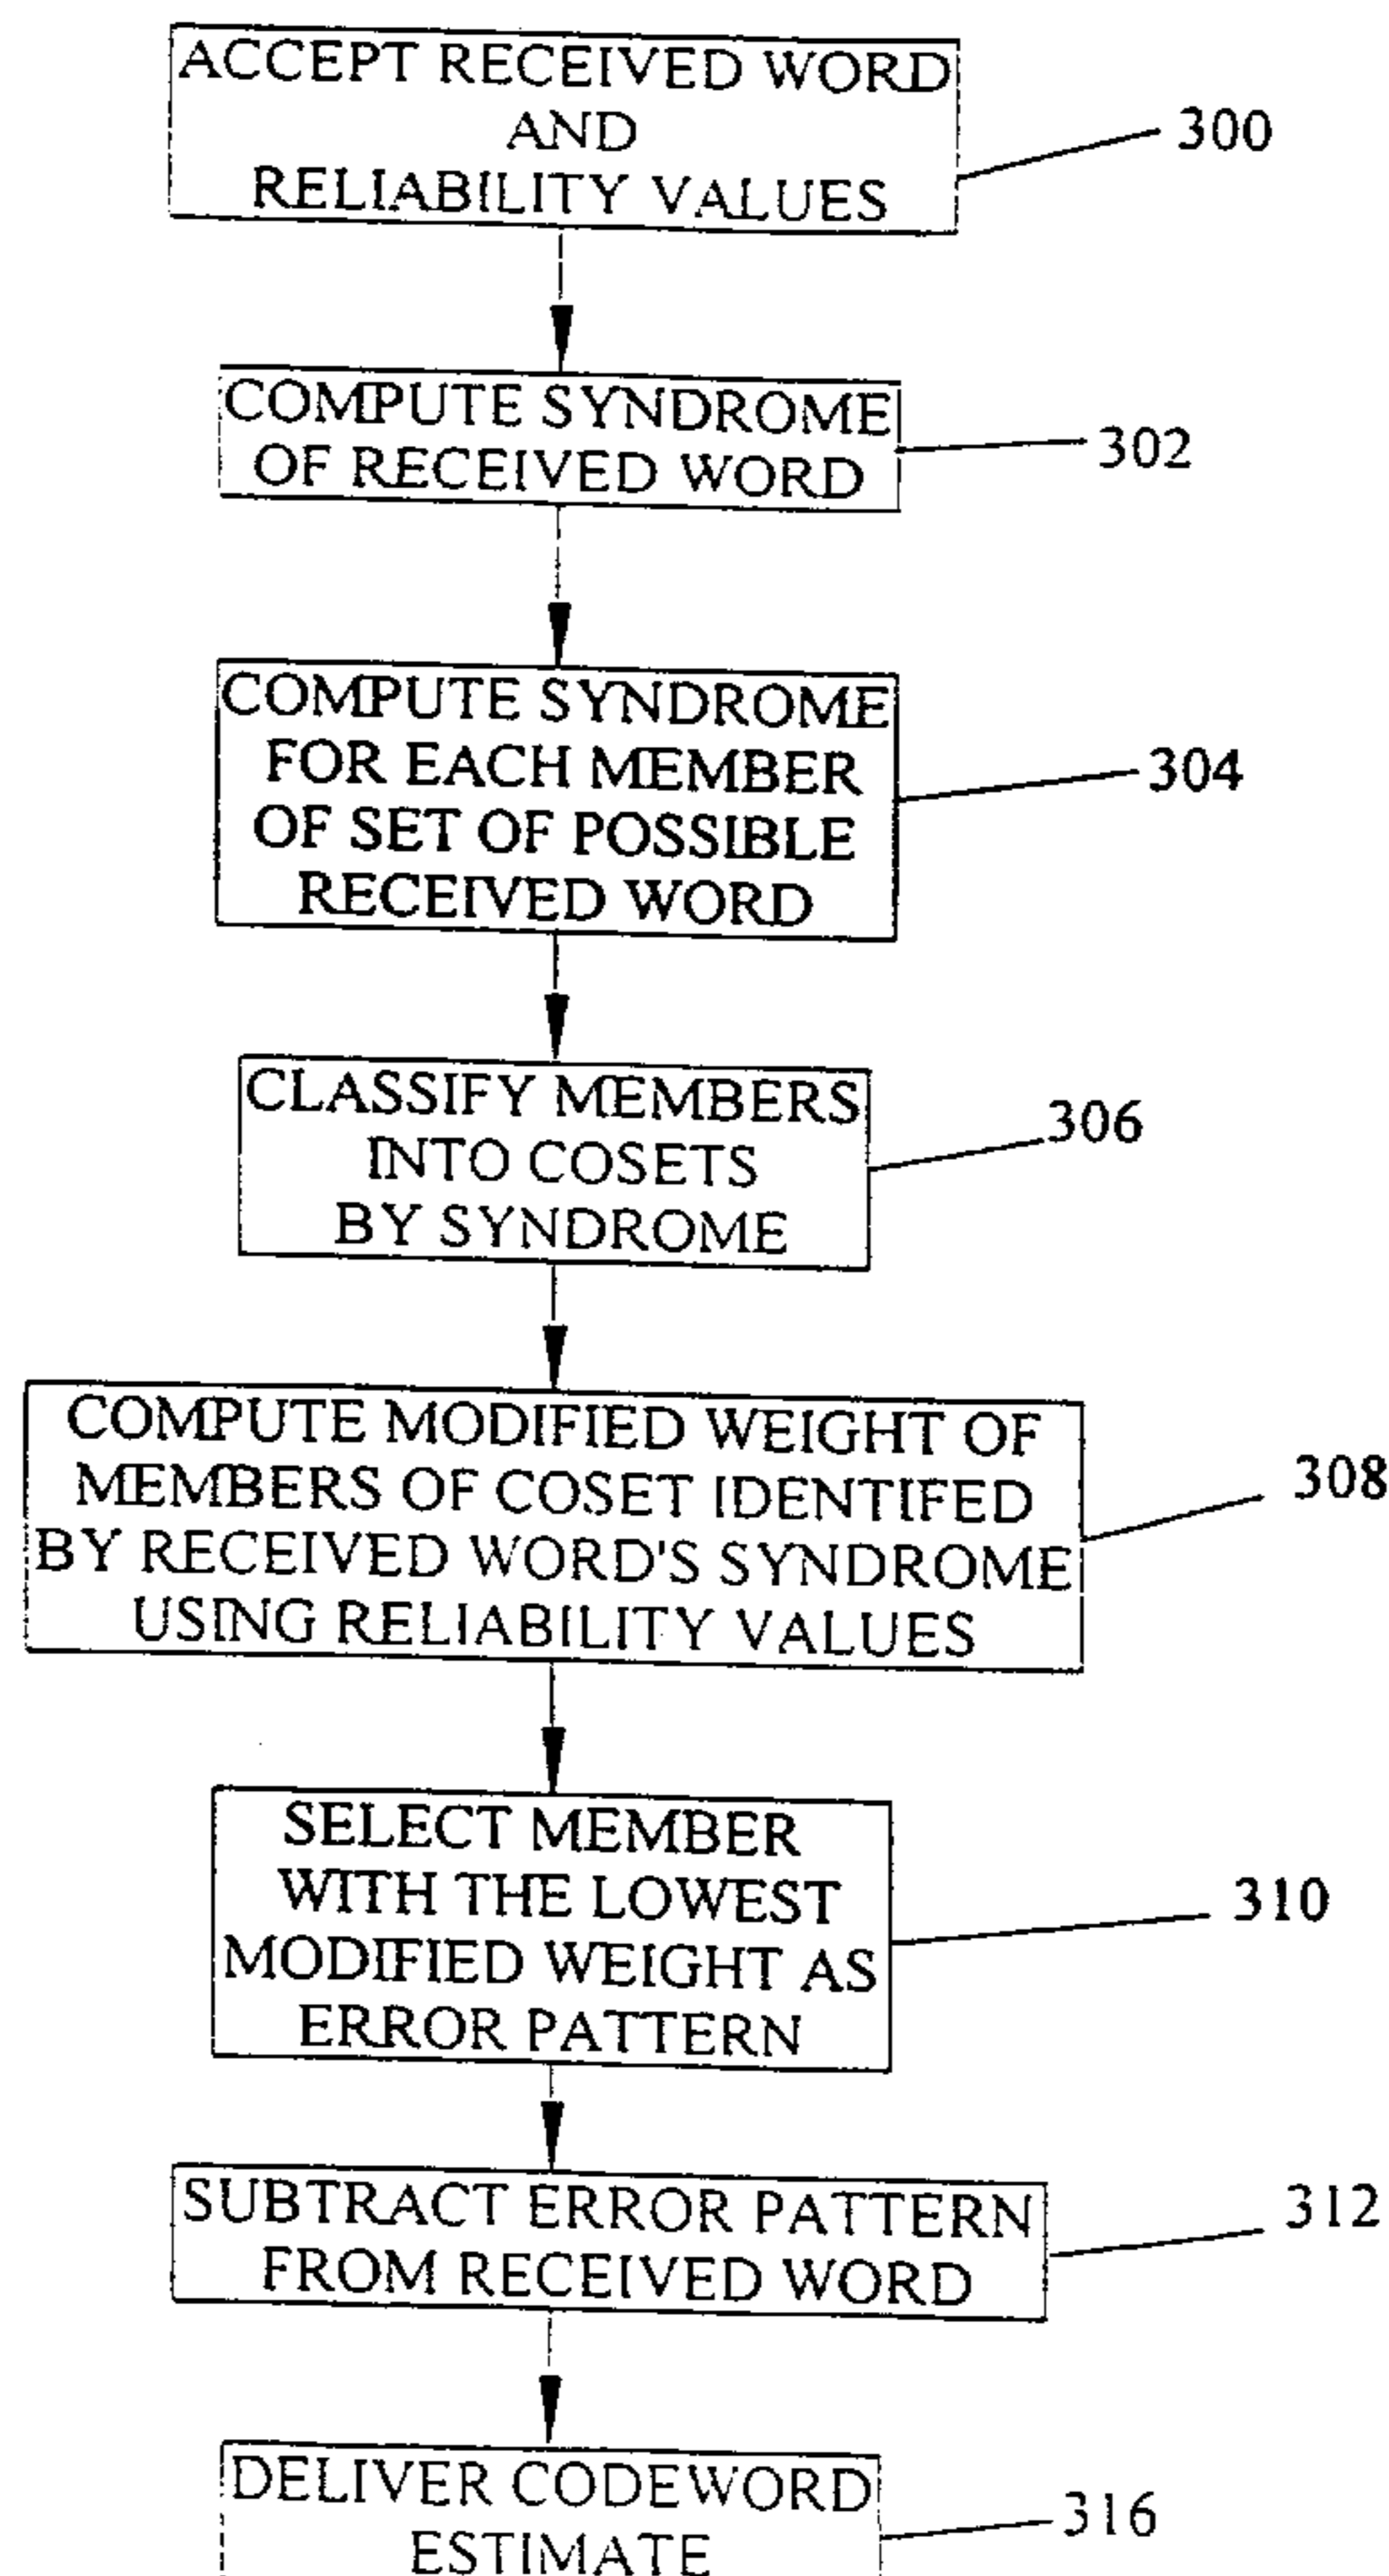 ACCEPT RECEIVED WORD
AND
RELIABILITY VALUES
300
COMPUTE SYNDROME
OF RECEIVED WORD
302
COMPUTE SYNDROME
FOR EACH MEMBER
OF SET OF POSSIBLE
RECEIVED WORD
304
CLASSIFY MEMBERS
INTO COSETS
BY SYNDROME
306
COMPUTE MODIFIED WEIGHT OF
MEMBERS OF COSET IDENTIFED
BY RECEIVED WORD'S SYNDROME
USING RELIABILITY VALUES
308
SELECT MEMBER
WITH THE LOWEST
MODIFIED WEIGHT AS
ERROR PATTERN
310
SUBTRACT ERROR PATTERN
FROM RECEIVED WORD
312
DELIVER CODEWORD
ESTIMATE
316